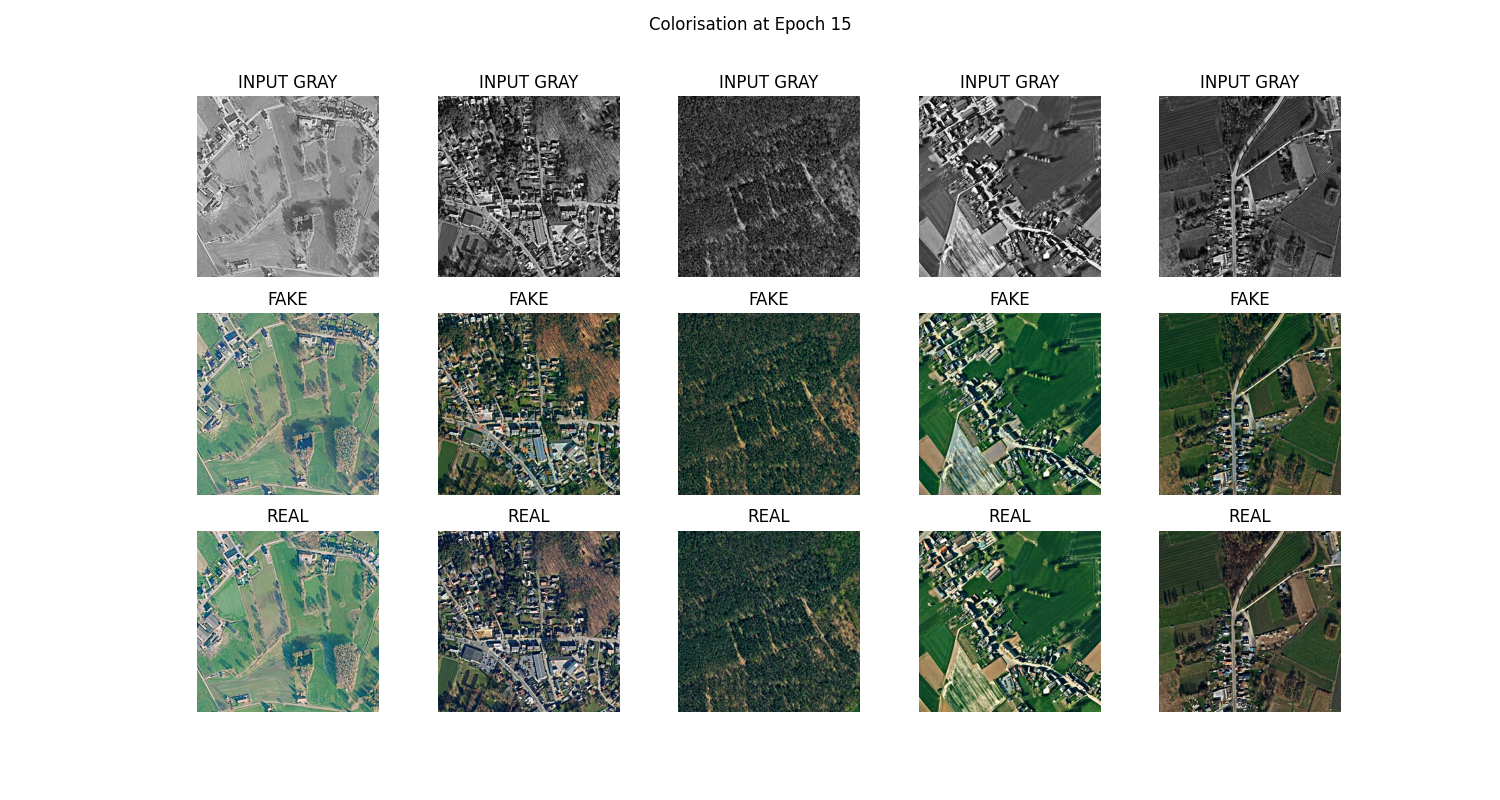 Colorisation at Epoch 15
INPUT GRAY INPUT GRAY INPUT GRAY INPUT GRAY INPUT GRAY
FAKE FAKE FAKE FAKE FAKE
REAL REAL REAL REAL REAL